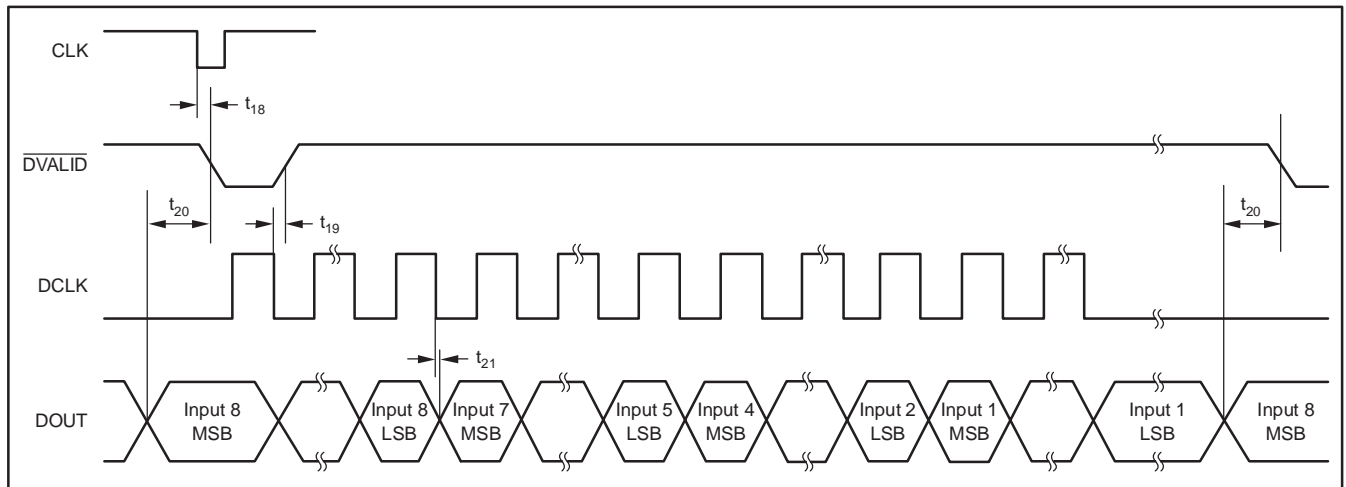 CLK
t18
DVALID
t20
t19
t20
DCLK
t21
DOUT
Input 8
MSB
Input 8
LSB
Input 7
MSB
Input 5
LSB
Input 4
MSB
Input 2
LSB
Input 1
MSB
Input 1
LSB
Input 8
MSB